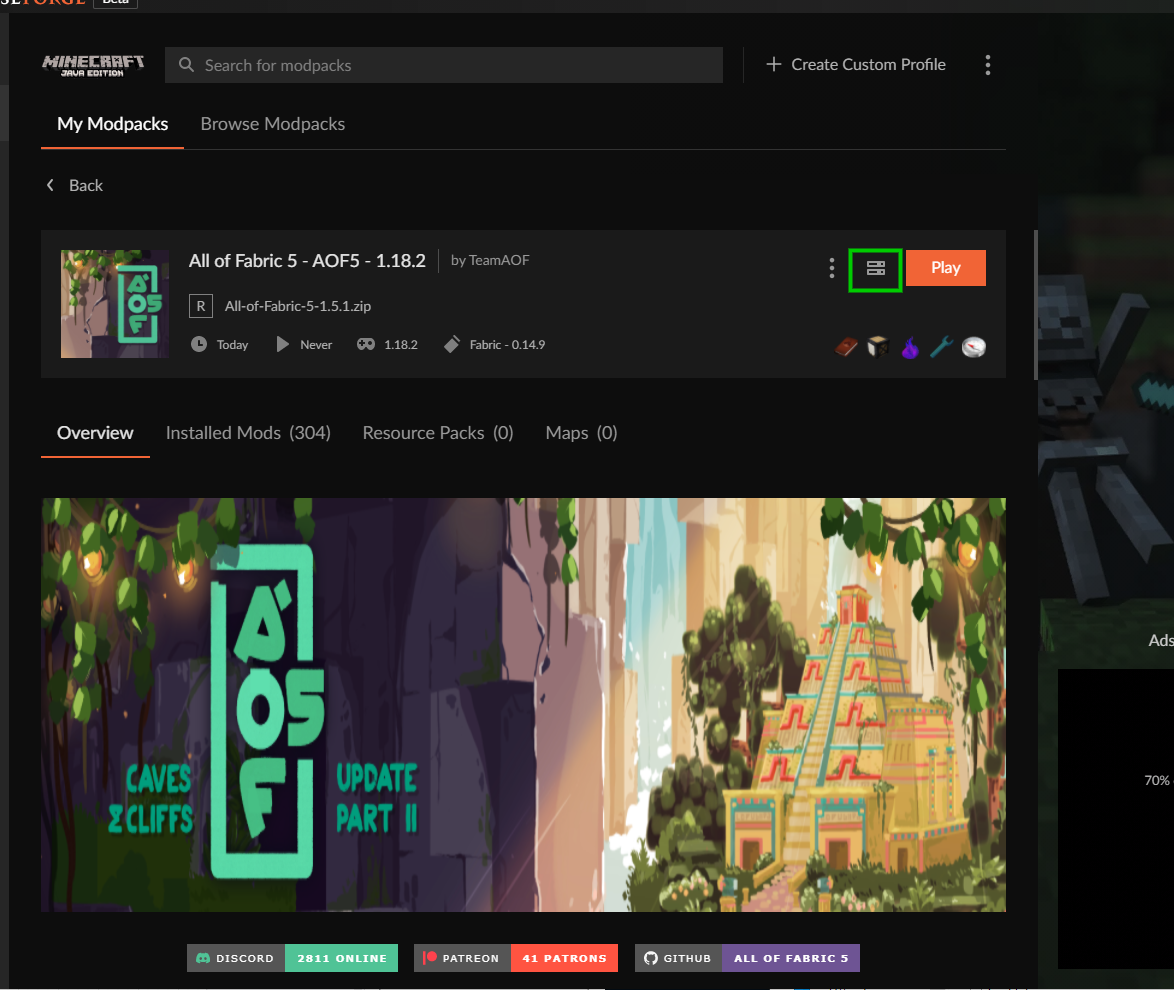 Beta
MINECRAFT
JAVA EDITION
Search for modpacks
Create Custom Profile
My Modpacks
Browse Modpacks
Back
All of Fabric 5 - AOF5 - 1.18.2
by TeamAOF
Play
R
All-of-Fabric-5-1.5.1.zip
Today
Never
1.18.2
Fabric - 0.14.9
Overview
Installed Mods (304)
Resource Packs (0)
Maps (0)
AOF5
CAVES
& CLIFFS
UPDATE
PART II
Ads
70%
DISCORD
2811 ONLINE
PATREON
41 PATRONS
GITHUB
ALL OF FABRIC 5